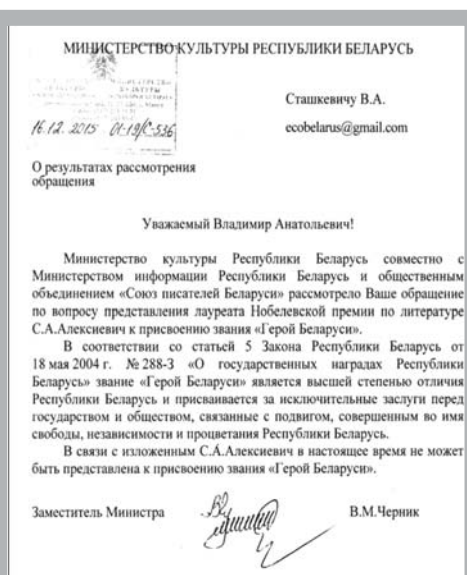 МИНИСТЕРСТВО КУЛЬТУРЫ РЕСПУБЛИКИ БЕЛАРУСЬ
16.12.2015 01-19/С-536
Сташкевичу В.А.
ecobelarus@gmail.com
О результатах рассмотрения
обращения
Уважаемый Владимир Анатольевич!
Министерство культуры Республики Беларусь совместно с
Министерством информации Республики Беларусь и общественным
объединением «Союз писателей Беларуси» рассмотрело Ваше обращение
по вопросу представления лауреата Нобелевской премии по литературе
С.А.Алексиевич к присвоению звания «Герой Беларуси».
В соответствии со статьей 5 Закона Республики Беларусь от
18 мая 2004 г. № 288-З «О государственных наградах Республики
Беларусь» звание «Герой Беларуси» является высшей степенью отличия
Республики Беларусь и присваивается за исключительные заслуги перед
государством и обществом, связанные с подвигом, совершенным во имя
свободы, независимости и процветания Республики Беларусь.
В связи с изложенным С.А.Алексиевич в настоящее время не может
быть представлена к присвоению звания «Герой Беларуси».
Заместитель Министра
В.М.Черник